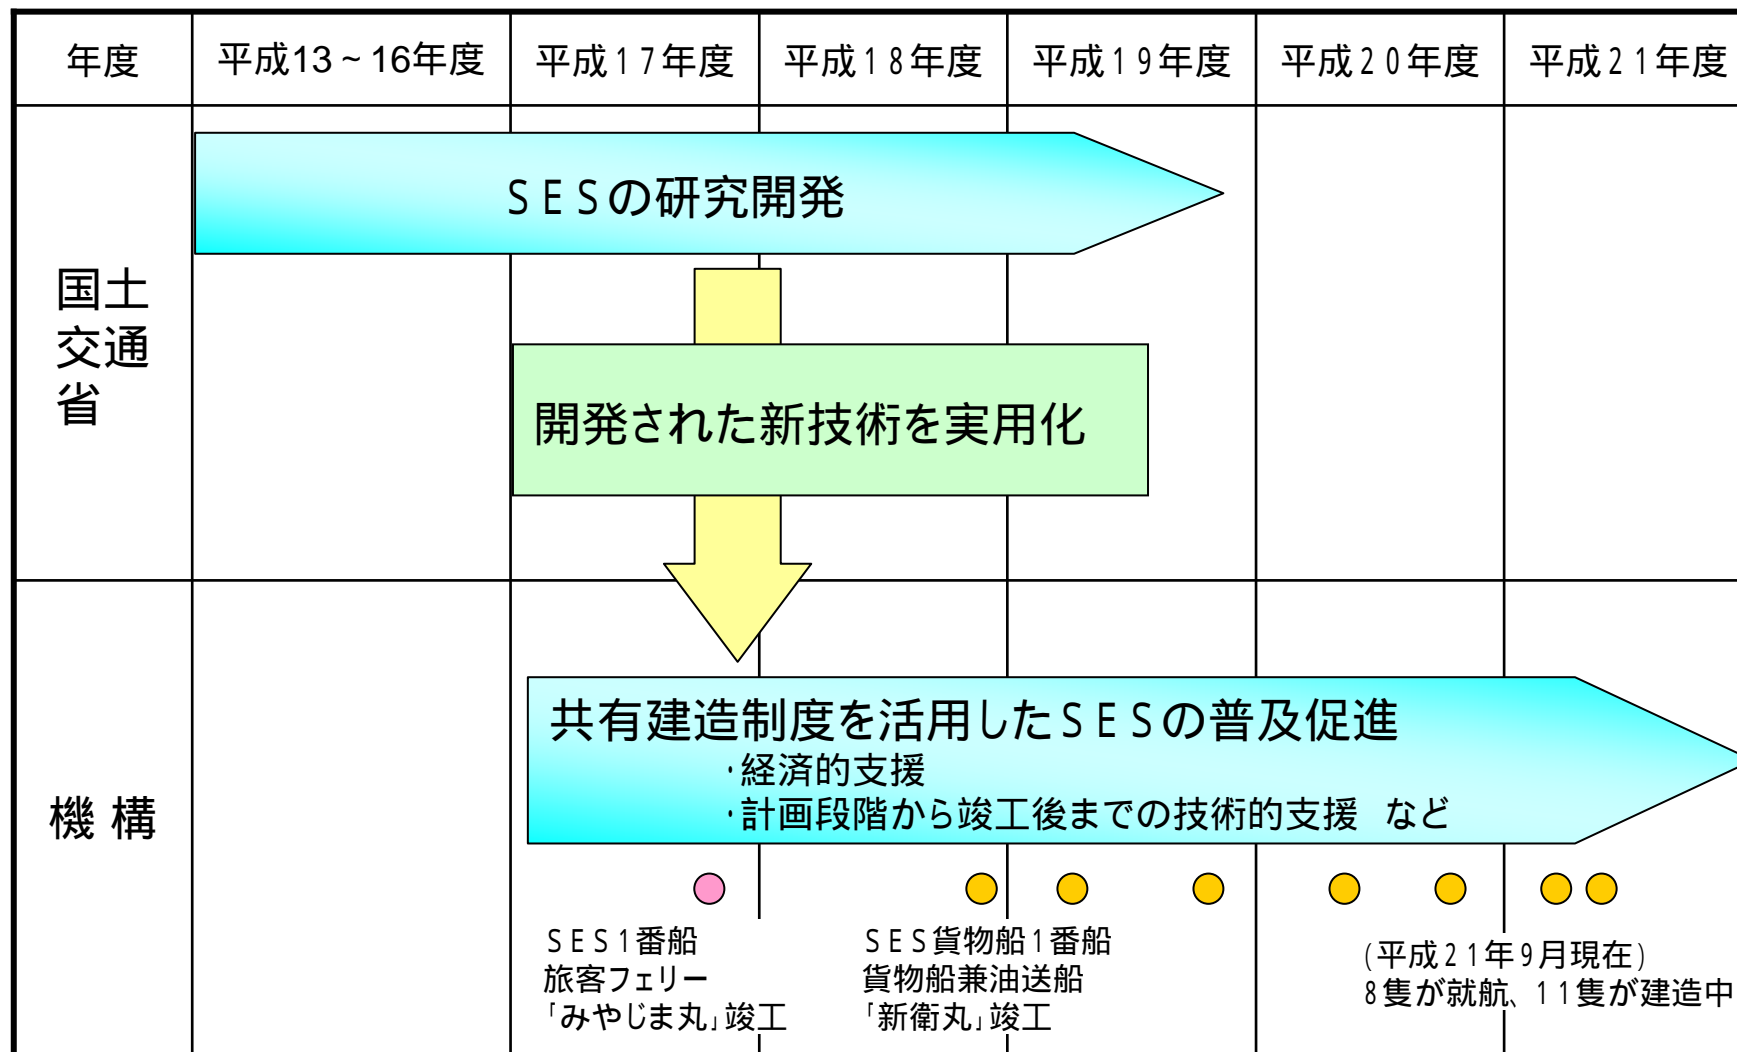 年度 平成13~16年度 平成17年度 平成18年度 平成19年度 平成20年度 平成21年度
国土
交通
省
SESの研究開発
開発された新技術を実用化
機 構
共有建造制度を活用したSESの普及促進
・経済的支援
・計画段階から竣工後までの技術的支援 など
SES1番船
旅客フェリー
「みやじま丸」竣工
SES貨物船1番船
貨物船兼油送船
「新衛丸」竣工
(平成21年9月現在)
8隻が就航、11隻が建造中